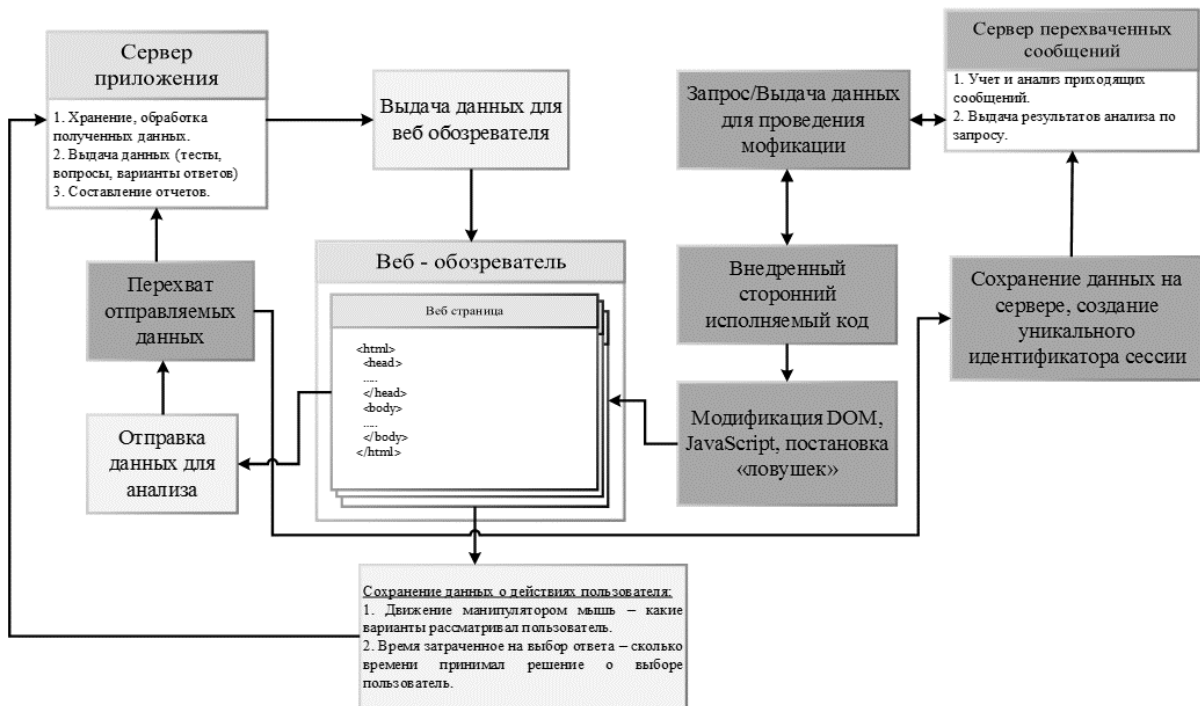 Сервер
приложения
1. Хранение, обработка
полученных данных.
2. Выдача данных (тесты,
вопросы, варианты ответов)
3. Составление отчетов.
Выдача данных для
веб обозревателя
Запрос/Выдача данных
для проведения
мофикации
Сервер перехваченных
сообщений
1. Учет и анализ приходящих
сообщений.
2. Выдача результатов анализа по
запросу.
Перехват
отправляемых
данных
Веб - обозреватель
Веб страница
<html>
<head>
.....
</head>
<body>
.....
</body>
</html>
Внедренный
сторонний
исполняемый код
Сохранение данных на
сервере, создание
уникального
идентификатора сессии
Отправка
данных для
анализа
Модификация DOM,
JavaScript, постановка
«ловушек»
Сохранение данных о действиях пользователя:
1. Движение манипулятором мышь – какие
варианты рассматривал пользователь.
2. Время затраченное на выбор ответа – сколько
времени принимал решение о выборе
пользователь.